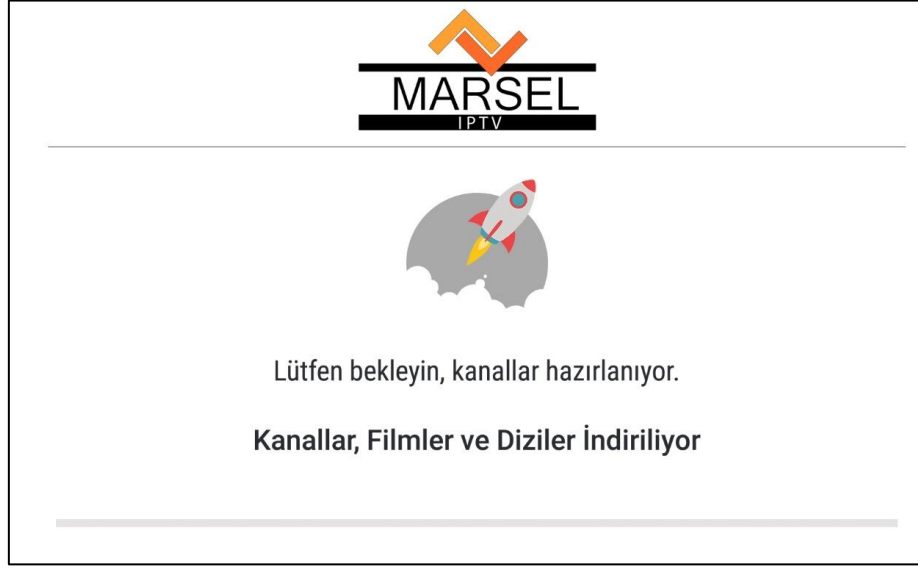 MARSEL
IPTV
Lütfen bekleyin, kanallar hazırlanıyor.
Kanallar, Filmler ve Diziler İndiriliyor